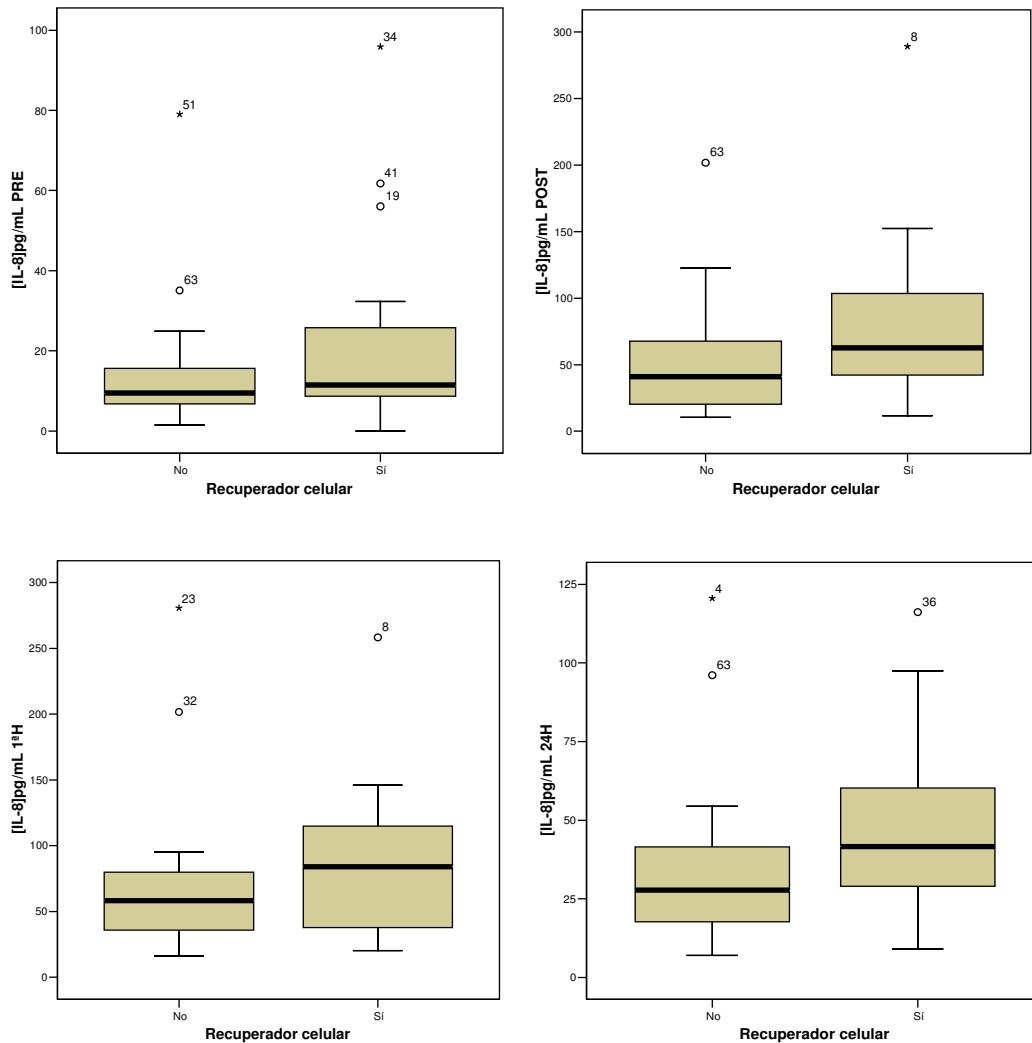 [IL-8]pg/mL PRE
100
80
60
40
20
0
34
51
41
19
63
No
Sí
Recuperador celular
[IL-8]pg/mL POST
300
250
200
150
100
50
0
8
63
No
Sí
Recuperador celular
[IL-8]pg/mL 1ªH
300
250
200
150
100
50
0
23
8
32
No
Sí
Recuperador celular
[IL-8]pg/mL 24H
125
100
75
50
25
0
4
36
63
No
Sí
Recuperador celular